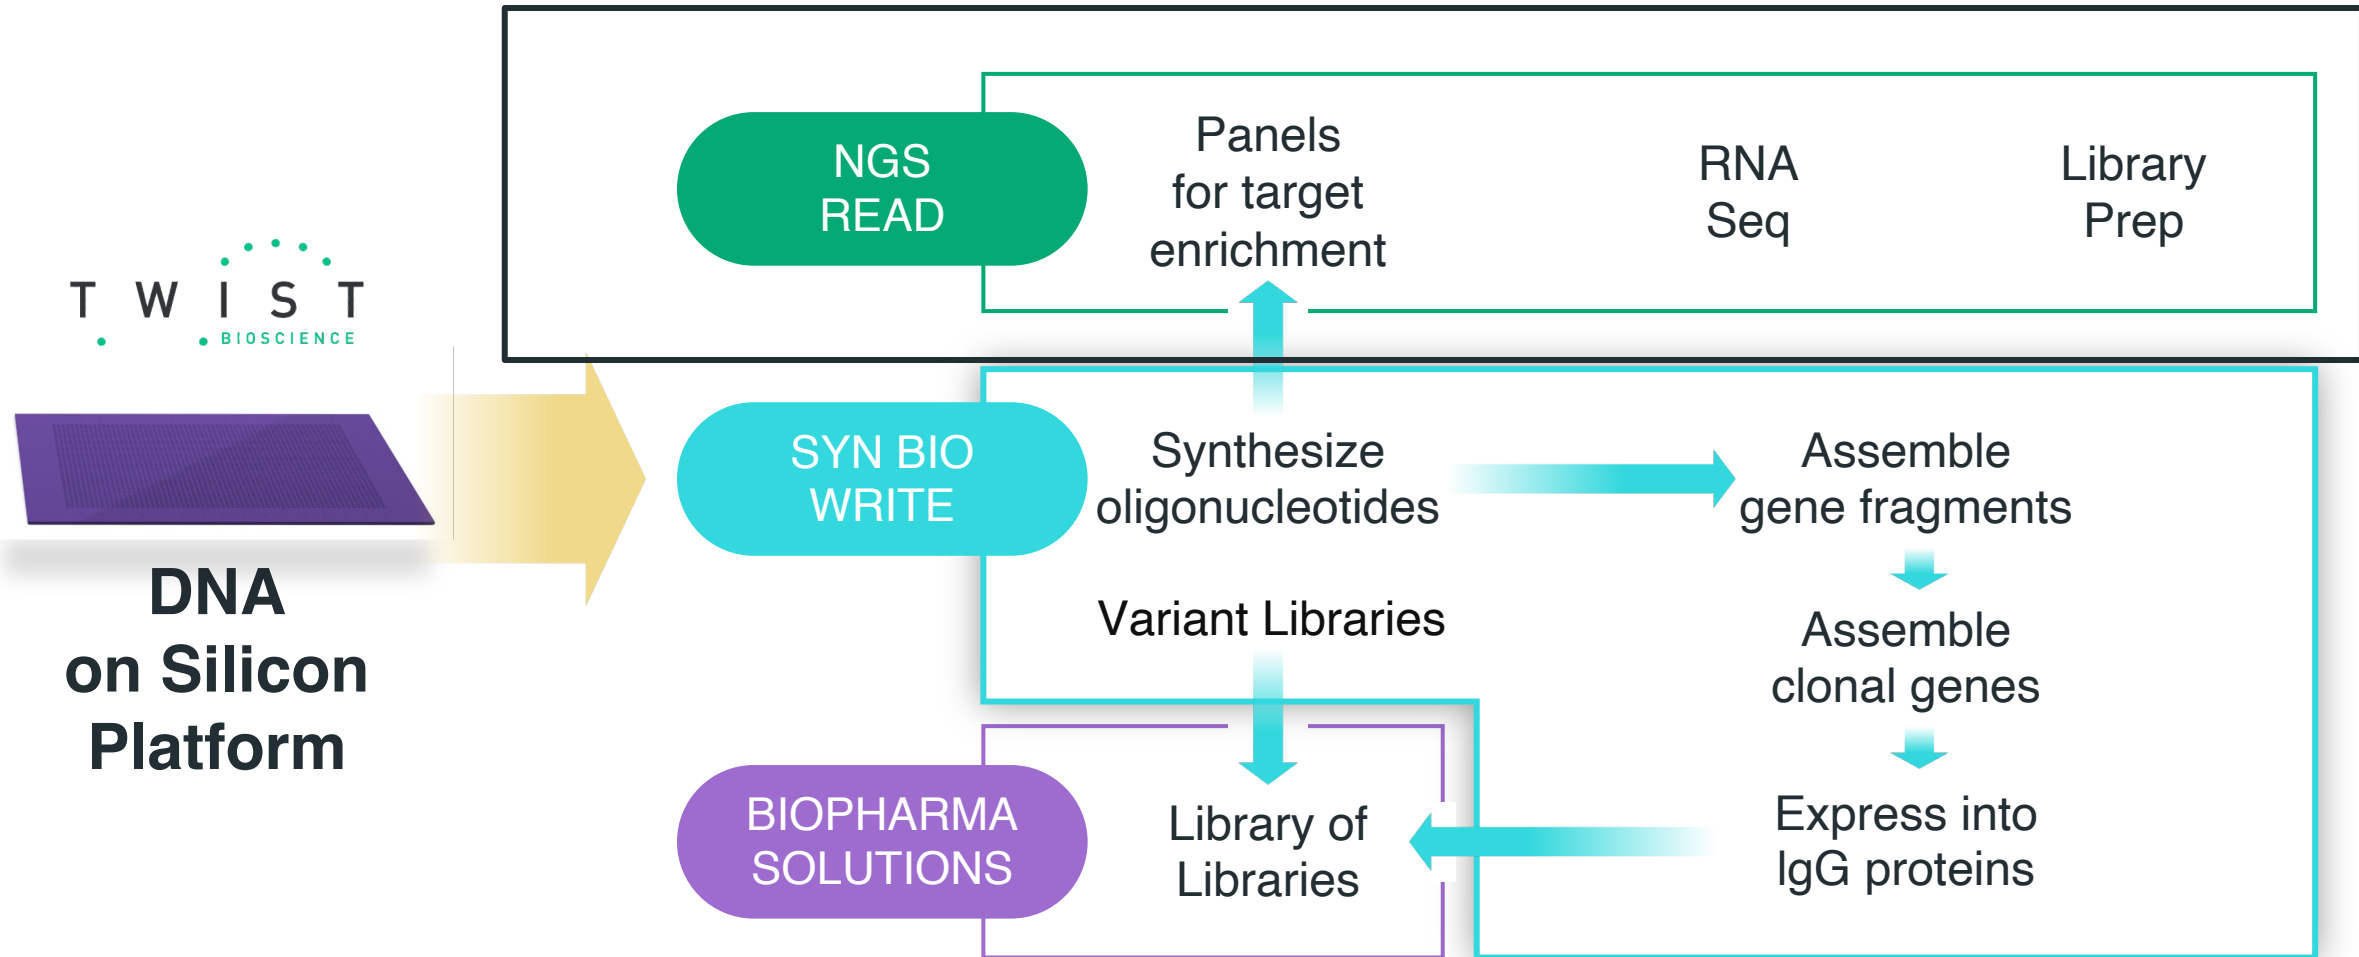 TWIST
BIOSCIENCE
DNA
on Silicon
Platform
NGS
READ
Panels
for target
enrichment
RNA
Seq
Library
Prep
SYN BIO
WRITE
Synthesize
oligonucleotides
Assemble
gene fragments
Variant Libraries
Assemble
clonal genes
BIOPHARMA
SOLUTIONS
Library of
Libraries
Express into
IgG proteins